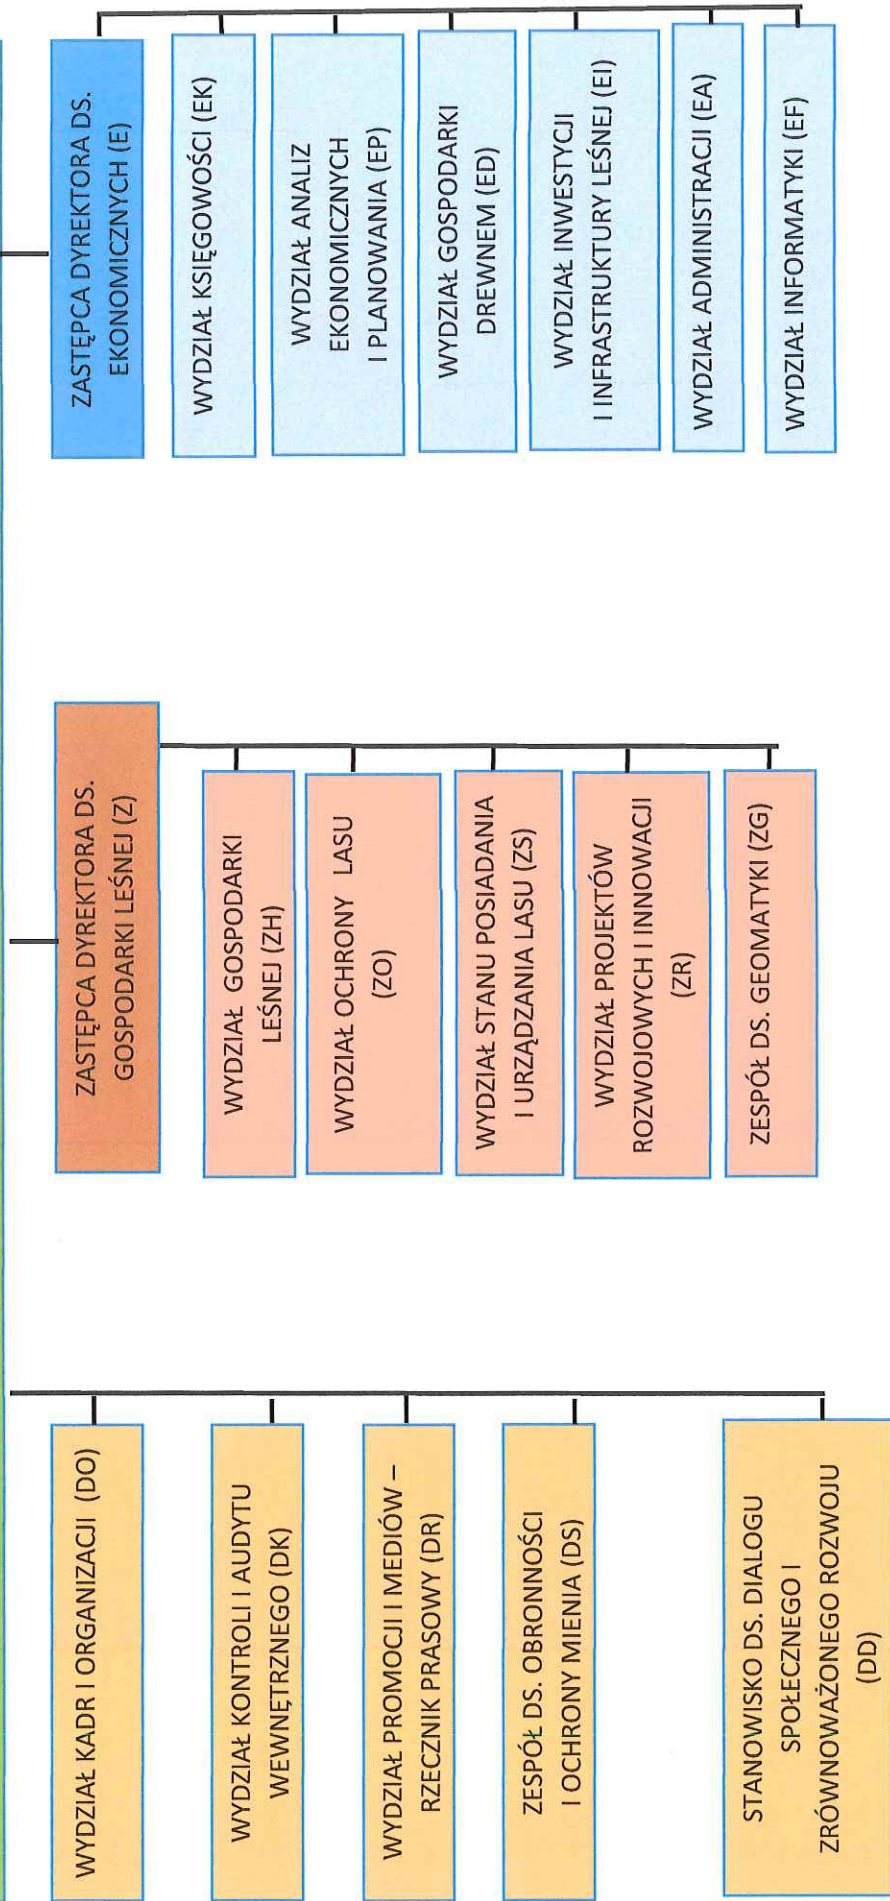 WYDZIAŁ KADR I ORGANIZACJI (DO)
WYDZIAŁ KONTROLI I AUDYTU
WEWNĘTRZNEGO (DK)
WYDZIAŁ PROMOCJI I MEDIÓW –
RZECZNIK PRASOWY (DR)
ZESPÓŁ DS. OBRONNOŚCI
I OCHRONY MIENIA (DS)
STANOWISKO DS. DIALOGU
SPOŁECZNEGO I
ZRÓWNOWAŻONEGO ROZWOJU
(DD)
ZASTĘPCA DYREKTORA DS.
GOSPODARKI LEŚNEJ (Z)
WYDZIAŁ GOSPODARKI
LEŚNEJ (ZH)
WYDZIAŁ OCHRONY LASU
(ZO)
WYDZIAŁ STANU POSIADANIA
I URZĄDZANIA LASU (ZS)
WYDZIAŁ PROJEKTÓW
ROZWOJOWYCH I INNOWACJI
(ZR)
ZESPÓŁ DS. GEOMATYKI (ZG)
ZASTĘPCA DYREKTORA DS.
EKONOMICZNYCH (E)
WYDZIAŁ KSIĘGOWOŚCI (EK)
WYDZIAŁ ANALIZ
EKONOMICZNYCH
I PLANOWANIA (EP)
WYDZIAŁ GOSPODARKI
DREWNEM (ED)
WYDZIAŁ INWESTYCJI
I INFRASTRUKTURY LEŚNEJ (EI)
WYDZIAŁ ADMINISTRACJI (EA)
WYDZIAŁ INFORMATYKI (EF)